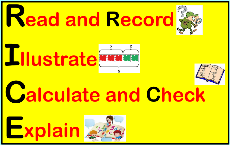 Read and Record
Illustrate
Calculate and Check
Explain